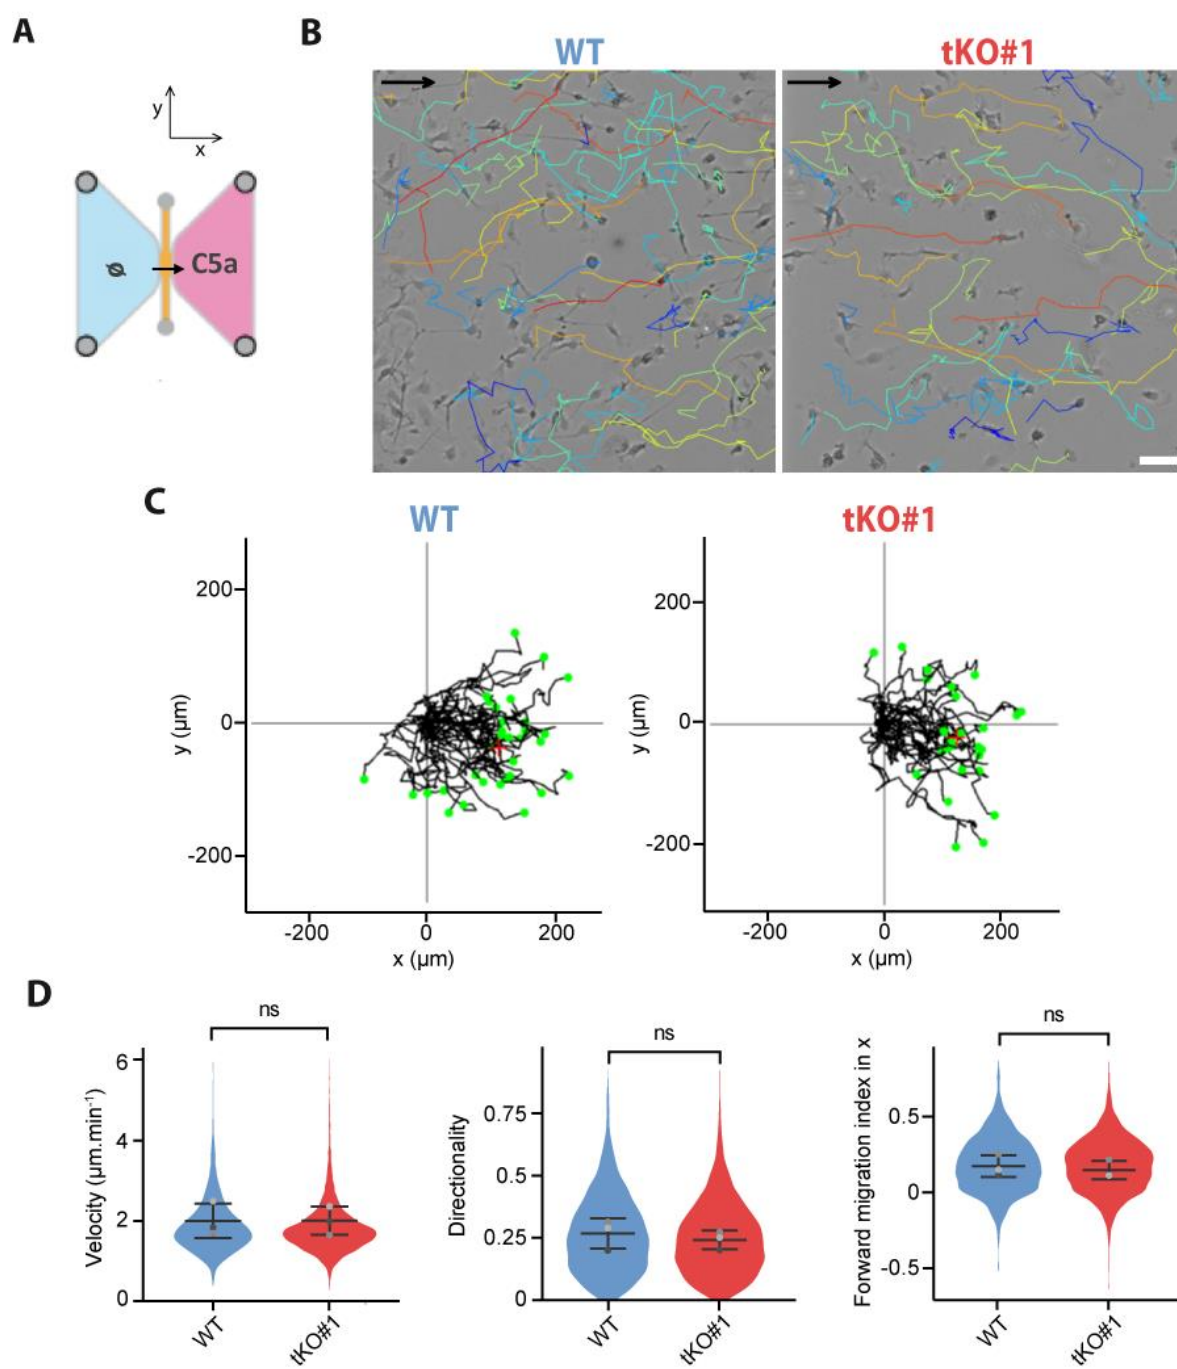 A
B
WT
tKO#1
y
x
ϕ
C5a
C
WT
tKO#1
200
0
-200
y (µm)
-200
0
200
x (µm)
200
0
-200
y (µm)
-200
0
200
x (µm)
D
ns
6
4
2
0
Velocity (µm.min⁻¹)
WT
tKO#1
ns
0.75
0.5
0.25
0
Directionality
WT
tKO#1
ns
0.5
0
-0.5
Forward migration index in x
WT
tKO#1